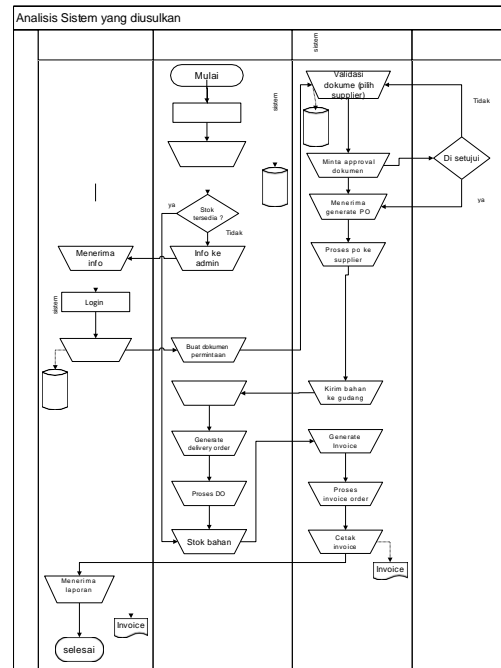 Analisis Sistem yang diusulkan
sistem
Mulai
Validasi
dokume (pilih
supplier)
Tidak
sistem
Minta approval
dokumen
Di setujui
ya
Stok
tersedia ?
Menerima
generate PO
ya
Tidak
Menerima
info
Info ke
admin
Proses po ke
supplier
sistem
Login
Buat dokumen
permintaan
Kirim bahan
ke gudang
Generate
delivery order
Generate
Invoice
Proses DO
Proses
invoice order
Stok bahan
Cetak
invoice
Invoice
Menerima
laporan
Invoice
selesai